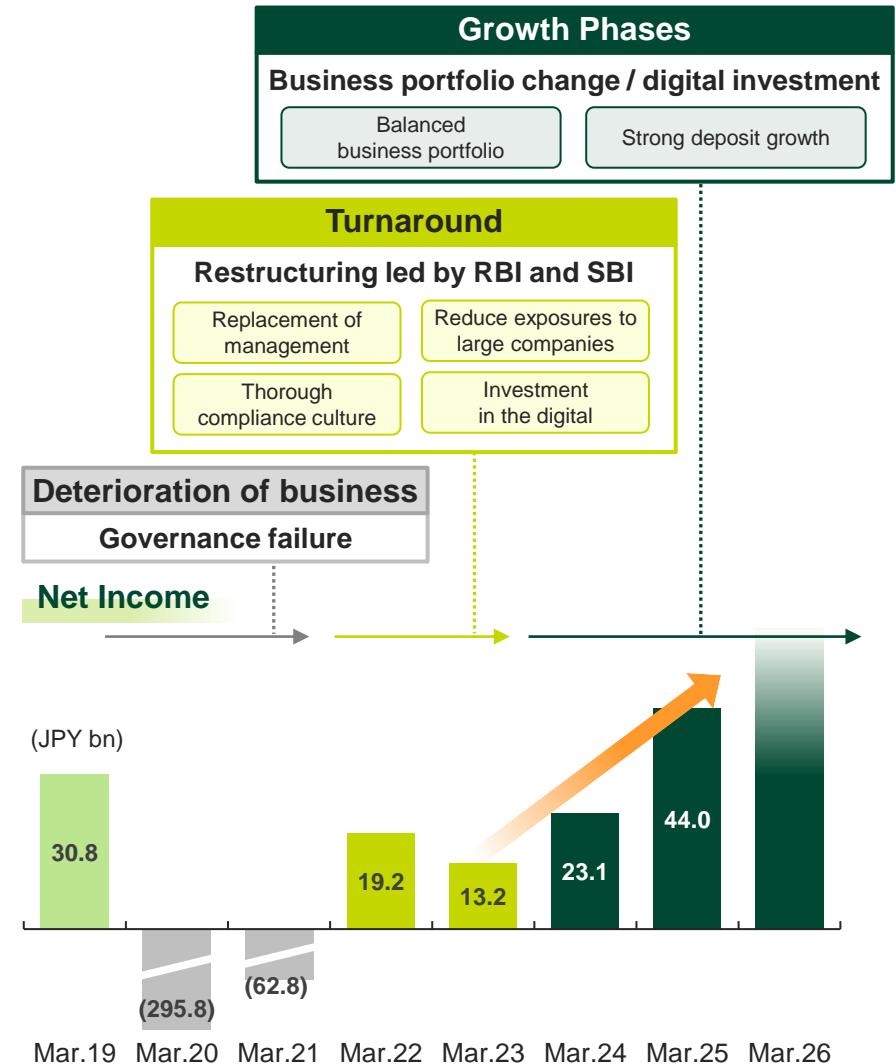 Growth Phases
Business portfolio change / digital investment
Balanced
business portfolio
Strong deposit growth
Turnaround
Restructuring led by RBI and SBI
Replacement of
management
Reduce exposures to
large companies
Thorough
compliance culture
Investment
in the digital
Deterioration of business
Governance failure
Net Income
(JPY bn)
30.8
(295.8)
(62.8)
19.2
13.2
23.1
44.0
Mar.19 Mar.20 Mar.21 Mar.22 Mar.23 Mar.24 Mar.25 Mar.26